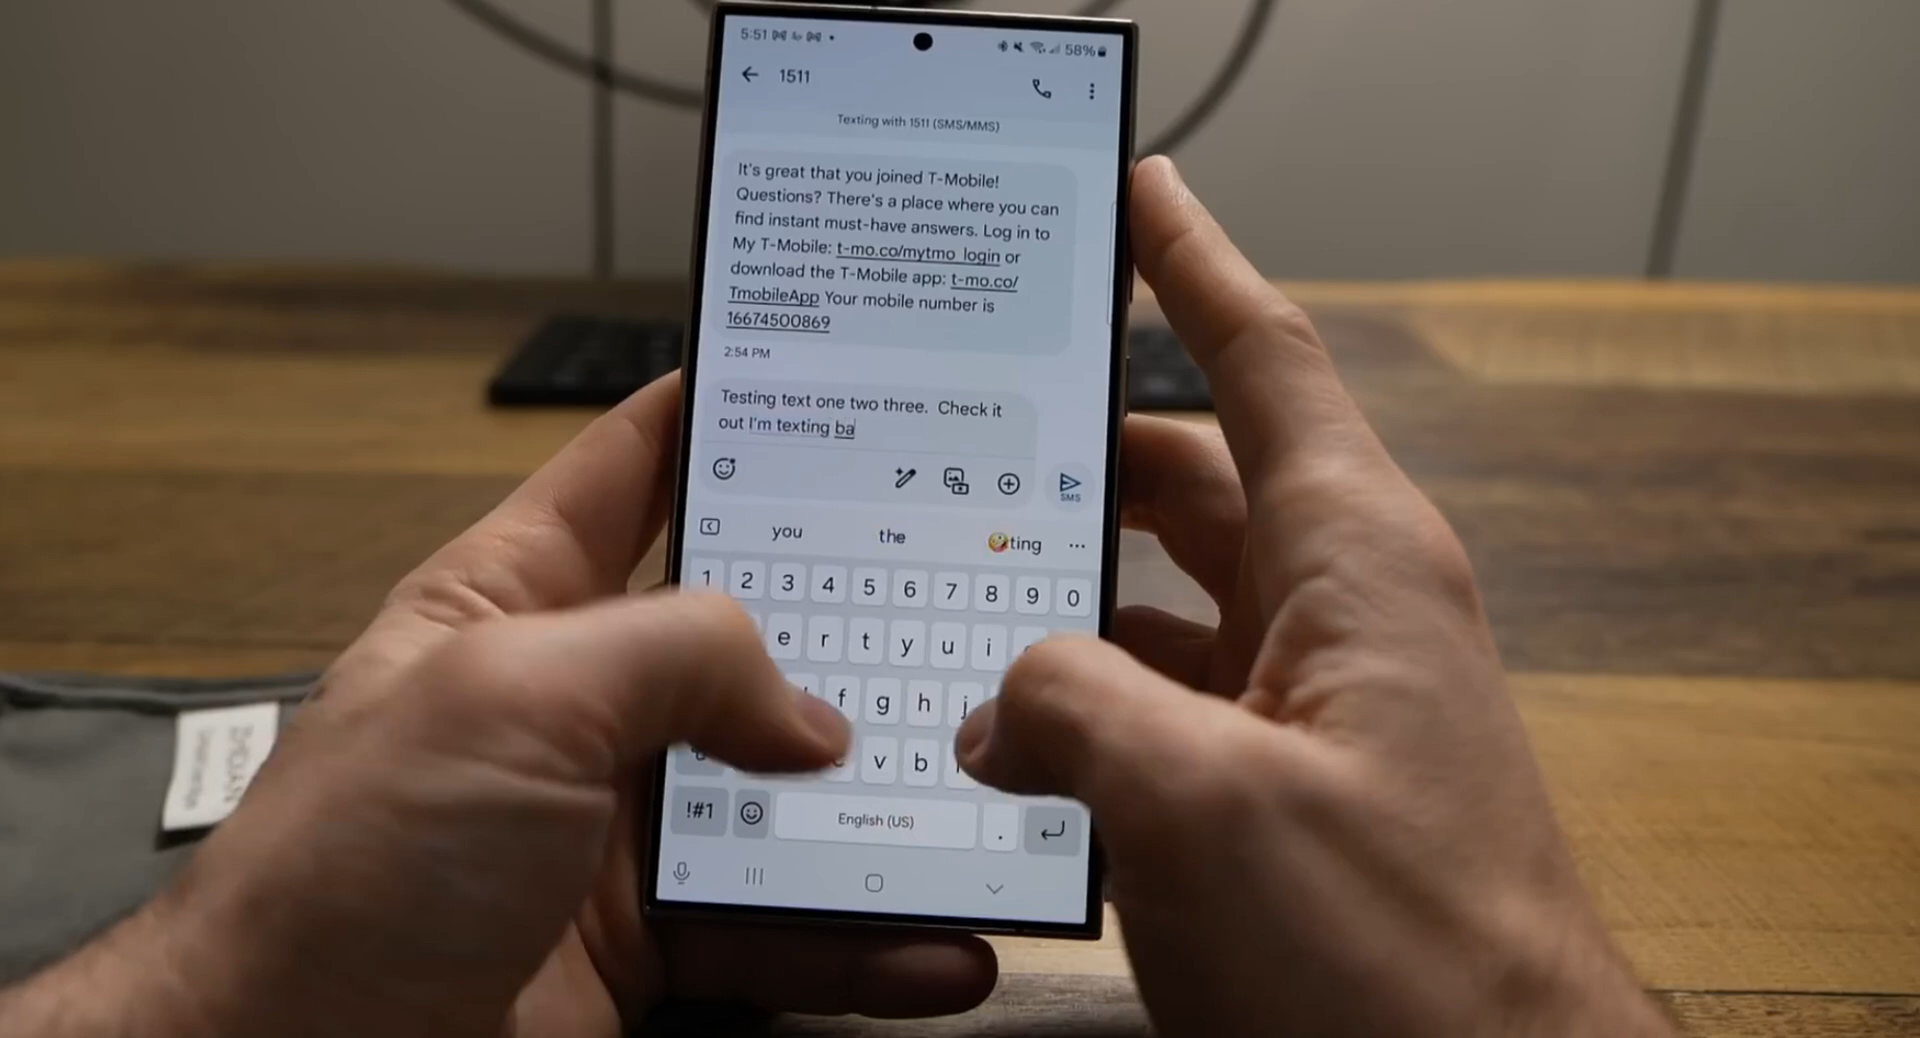 5:51
58%
1511
Texting with 1511 (SMS/MMS)
It's great that you joined T-Mobile!
Questions? There's a place where you can
find instant must-have answers. Log in to
My T-Mobile: t-mo.co/mytmo_login or
download the T-Mobile app: t-mo.co/
TmobileApp Your mobile number is
16674500869
2:54 PM
Testing text one two three.  Check it
out I'm texting ba
SMS
you the 🤪ting
1 2 3 4 5 6 7 8 9 0
e r t y u i
f g h j
v b
!#1 English (US) .